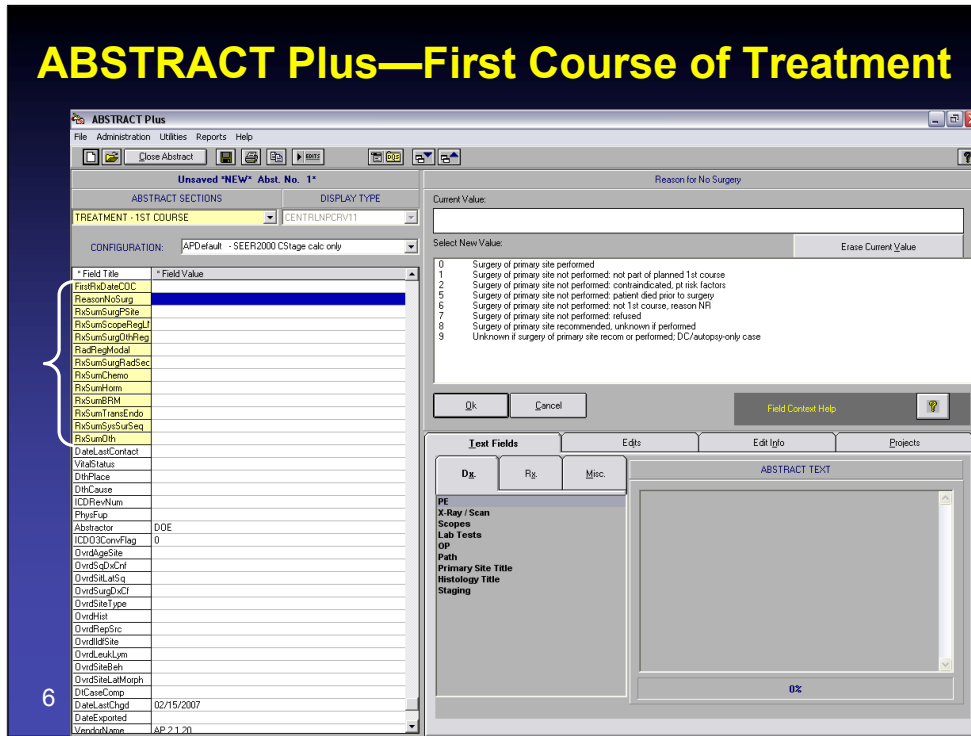 ABSTRACT Plus—First Course of Treatment
ABSTRACT Plus
File Administration Utilities Reports Help
Close Abstract
EDITS
DQS
?
Unsaved *NEW* Abst. No. 1*
ABSTRACT SECTIONS
DISPLAY TYPE
TREATMENT - 1ST COURSE
CENTRLNPCRV11
CONFIGURATION:
APDefault - SEER2000 CStage calc only
* Field Title
* Field Value
FirstRxDateCOC
ReasonNoSurg
RxSumSurgPSite
RxSumScopeRegLI
RxSumSurgOthReg
RadRegModal
RxSumSurgRadSec
RxSumChemo
RxSumHorm
RxSumBRM
RxSumTransEndo
RxSumSysSurSeq
RxSumOth
DateLastContact
VitalStatus
DthPlace
DthCause
ICDRevNum
PhysFup
Abstractor DOE
ICDO3ConvFlag 0
OvrdAgeSite
OvrdSqDxCnf
OvrdSitLatSq
OvrdSurgDxCf
OvrdSiteType
OvrdHist
OvrdRepSrc
OvrdIldfSite
OvrdLeukLym
OvrdSiteBeh
OvrdSiteLatMorph
DtCaseComp
DateLastChgd 02/15/2007
DateExported
VendorName AP 2.1.20
Reason for No Surgery
Current Value:
Select New Value:
Erase Current Value
0 Surgery of primary site performed
1 Surgery of primary site not performed: not part of planned 1st course
2 Surgery of primary site not performed: contraindicated, pt risk factors
5 Surgery of primary site not performed: patient died prior to surgery
6 Surgery of primary site not performed: not 1st course, reason NR
7 Surgery of primary site not performed: refused
8 Surgery of primary site recommended, unknown if performed
9 Unknown if surgery of primary site recom or performed; DC/autopsy-only case
Ok
Cancel
Field Context Help
?
Text Fields
Edits
Edit Info
Projects
Dx.
Rx.
Misc.
ABSTRACT TEXT
PE
X-Ray / Scan
Scopes
Lab Tests
OP
Path
Primary Site Title
Histology Title
Staging
0%
6